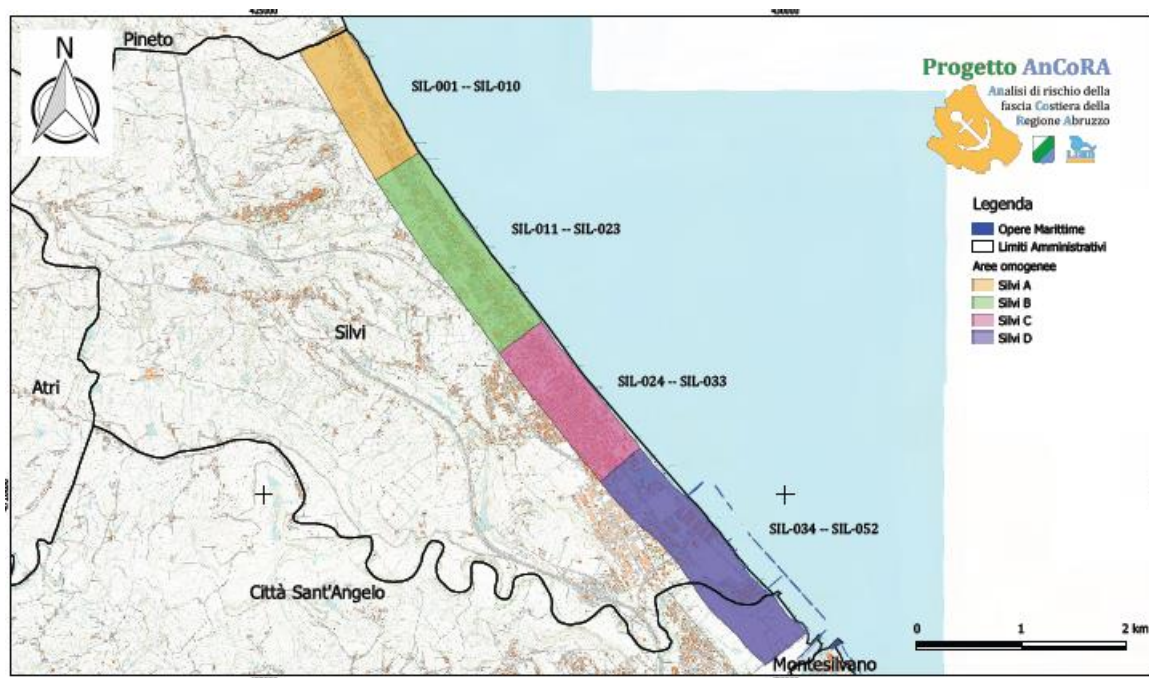 Pineto
N
SIL-001 -- SIL-010
Progetto AnCoRA
Analisi di rischio della
fascia Costiera della
Regione Abruzzo
Legenda
Opere Marittime
Limiti Amministrativi
Aree omogenee
Silvi A
Silvi B
Silvi C
Silvi D
SIL-011 -- SIL-023
Silvi
SIL-024 -- SIL-033
Atri
SIL-034 -- SIL-052
Città Sant'Angelo
0 1 2 km
Montesilvano